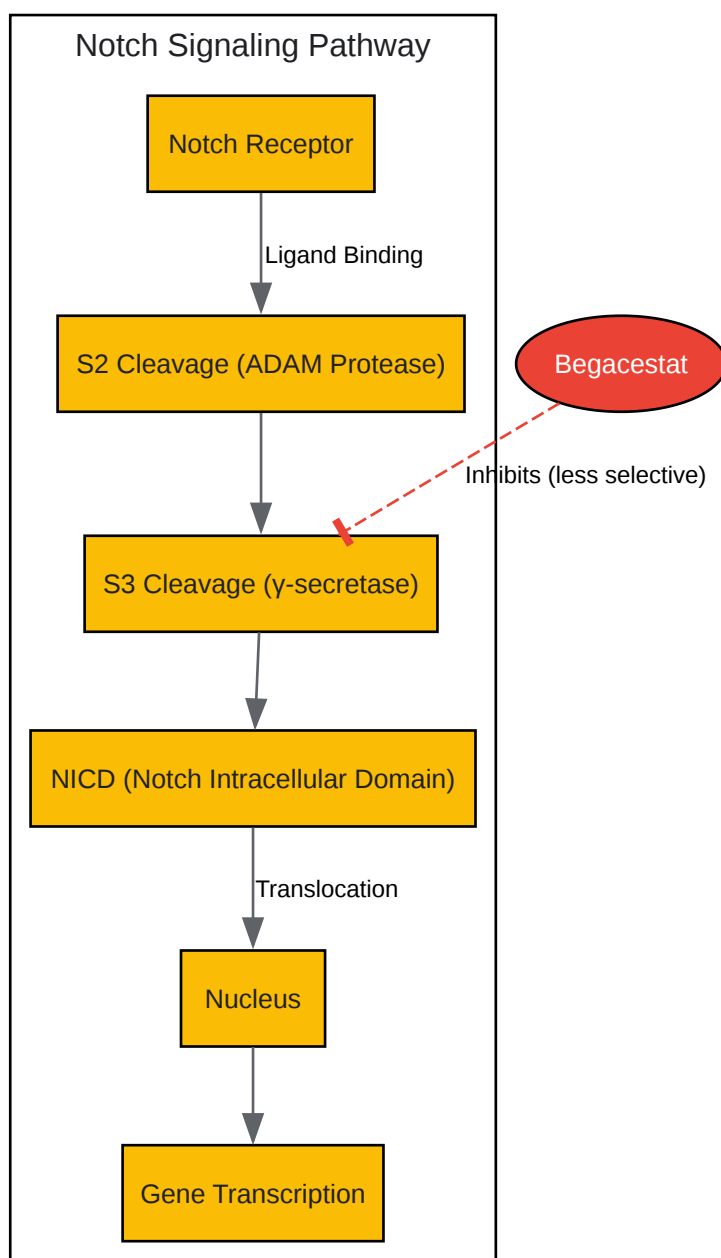 Notch Signaling Pathway
Notch Receptor
Ligand Binding
S2 Cleavage (ADAM Protease)
Begacestat
Inhibits (less selective)
S3 Cleavage (γ-secretase)
NICD (Notch Intracellular Domain)
Translocation
Nucleus
Gene Transcription